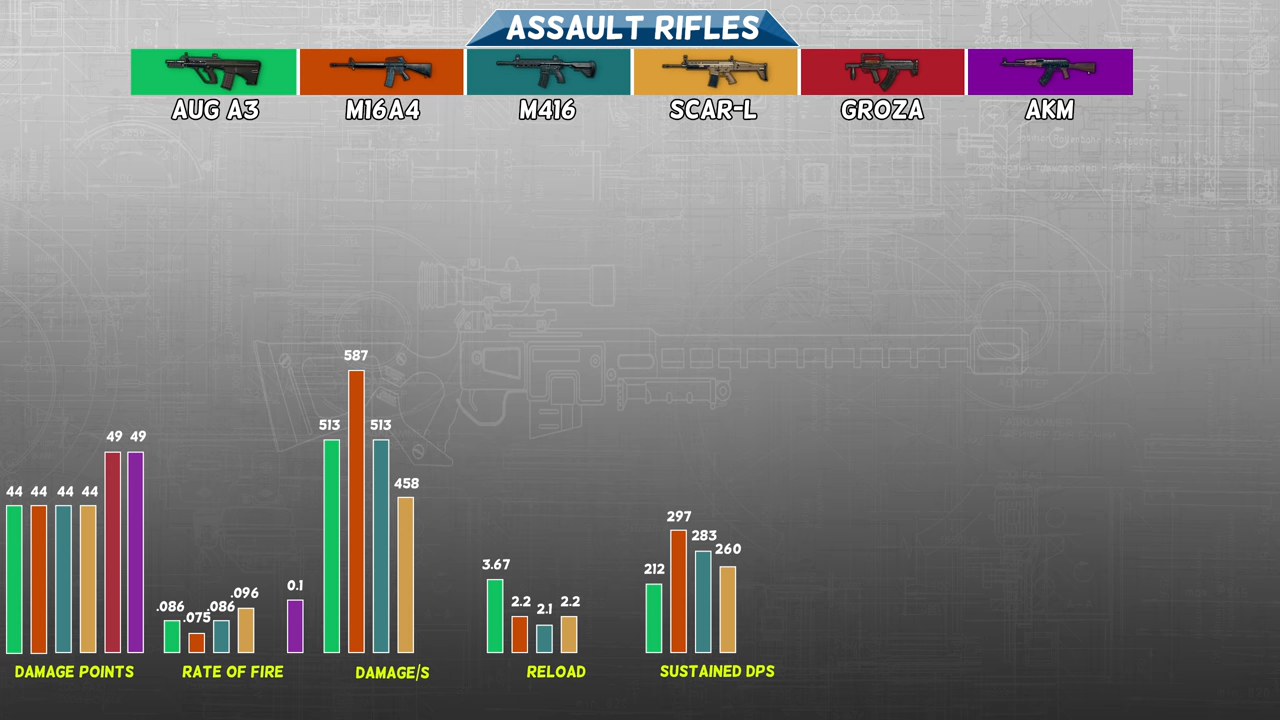 ASSAULT RIFLES
AUG A3 M16A4 M416 SCAR-L GROZA AKM
587
513 513
49 49
458
44 44 44 44
297
283
260
3.67 212
.096 0.1
.086 .075 .086
2.2 2.1 2.2
DAMAGE POINTS RATE OF FIRE DAMAGE/S RELOAD SUSTAINED DPS